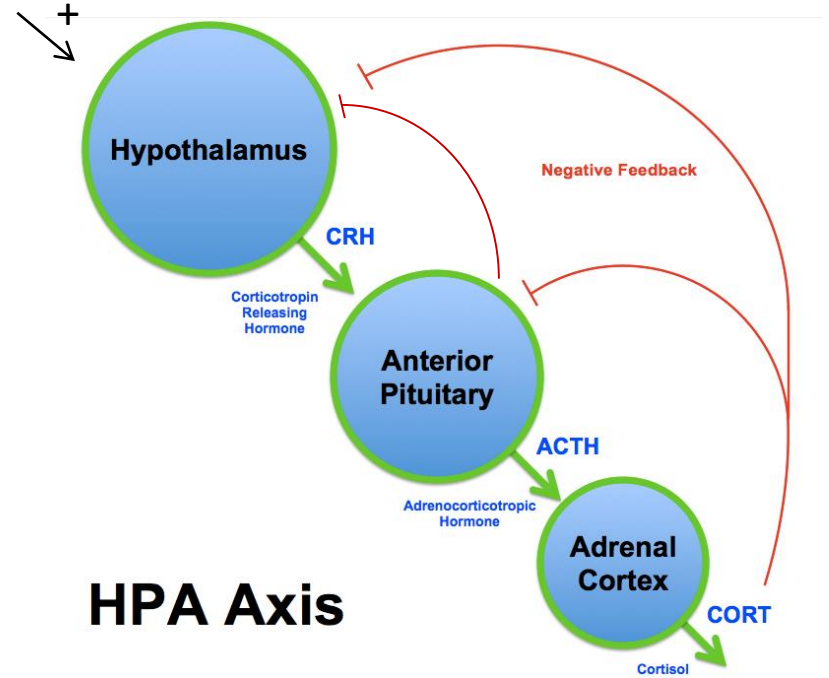 +
Hypothalamus
Negative Feedback
CRH
Corticotropin
Releasing
Hormone
Anterior
Pituitary
ACTH
Adrenocorticotropic
Hormone
Adrenal
Cortex
HPA Axis
CORT
Cortisol